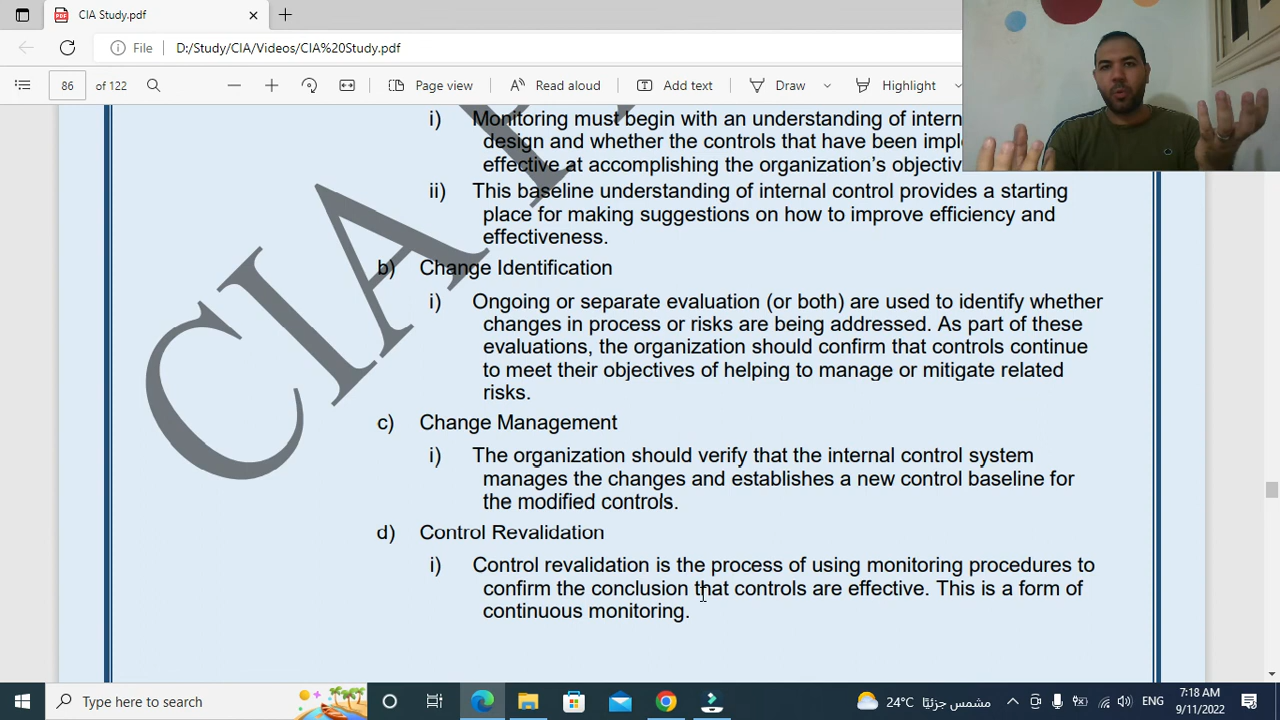 CIA Study.pdf
File D:/Study/CIA/Videos/CIA%20Study.pdf
86 of 122 Page view Read aloud Add text Draw Highlight
i) Monitoring must begin with an understanding of intern
design and whether the controls that have been impl
effective at accomplishing the organization's objectiv
ii) This baseline understanding of internal control provides a starting
place for making suggestions on how to improve efficiency and
effectiveness.
b) Change Identification
i) Ongoing or separate evaluation (or both) are used to identify whether
changes in process or risks are being addressed. As part of these
evaluations, the organization should confirm that controls continue
to meet their objectives of helping to manage or mitigate related
risks.
c) Change Management
i) The organization should verify that the internal control system
manages the changes and establishes a new control baseline for
the modified controls.
d) Control Revalidation
i) Control revalidation is the process of using monitoring procedures to
confirm the conclusion that controls are effective. This is a form of
continuous monitoring.
CIA
Type here to search
24°C مشمس جزئيًا
ENG
7:18 AM
9/11/2022